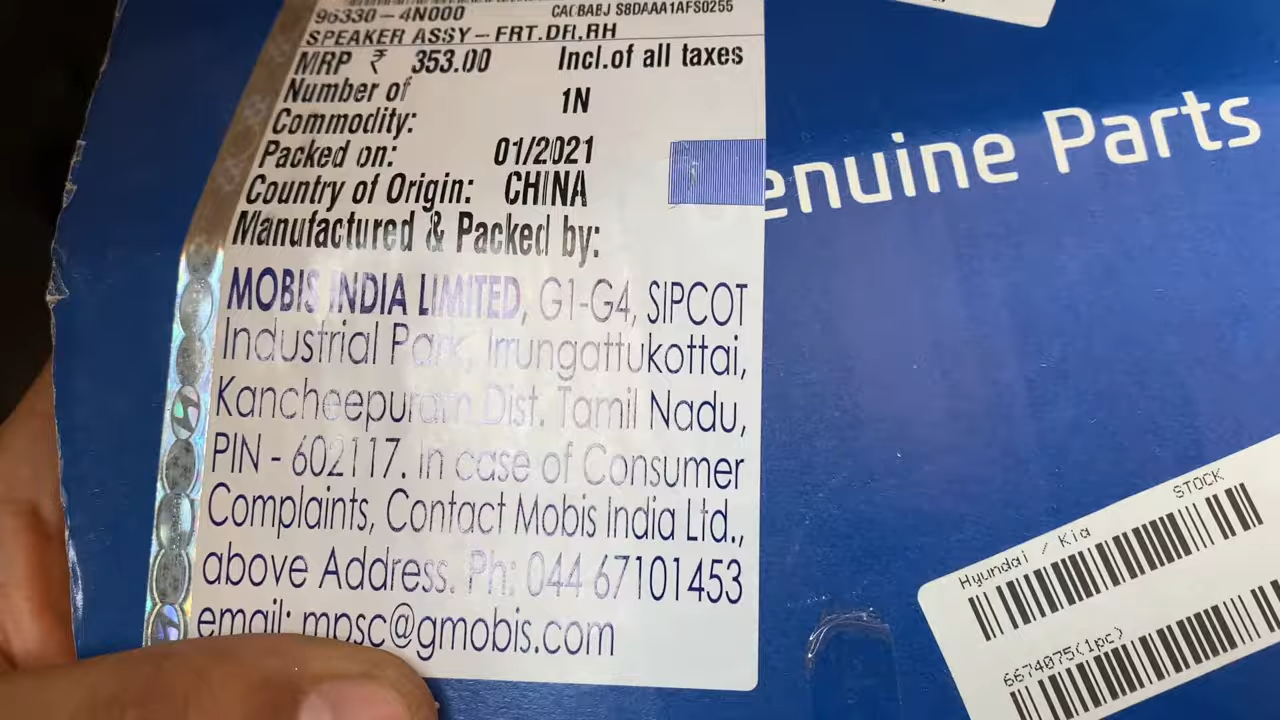 96330-4N000 CACBABJ S8DAAA1AFS0255
SPEAKER ASSY-FRT.DR,RH
MRP ₹ 353.00 Incl.of all taxes
Number of
Commodity: 1N
Packed on: 01/2021
Country of Origin: CHINA
Manufactured & Packed by:
MOBIS INDIA LIMITED, G1-G4, SIPCOT
Industrial Park, Irrungattukottai,
Kancheepuram Dist. Tamil Nadu,
PIN - 602117. In case of Consumer
Complaints, Contact Mobis India Ltd.,
above Address. Ph: 044 67101453
email: mpsc@gmobis.com
enuine Parts
STOCK
Hyundai / Kia
6674075(1pc)